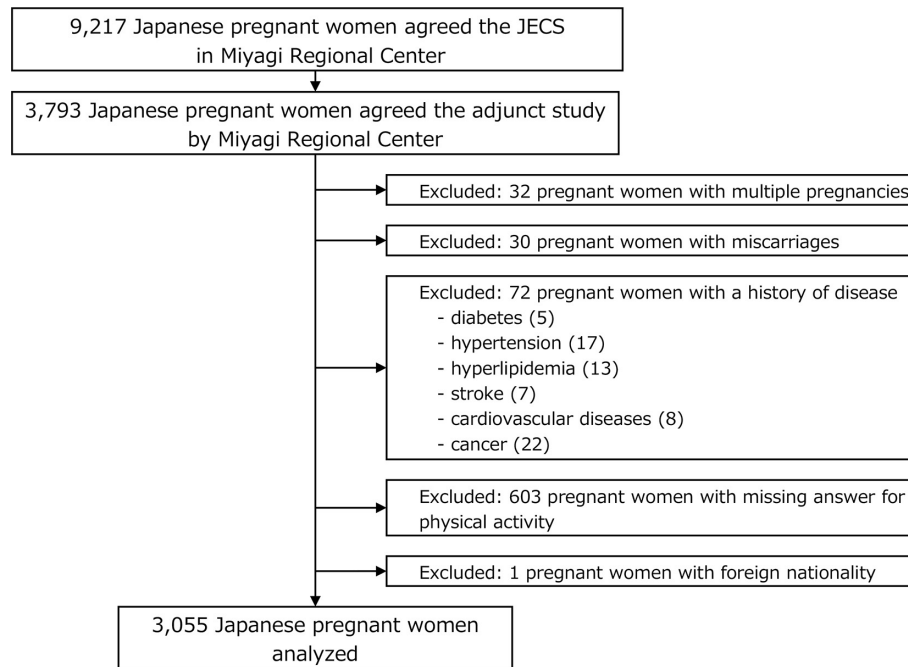 9,217 Japanese pregnant women agreed the JECS
in Miyagi Regional Center
3,793 Japanese pregnant women agreed the adjunct study
by Miyagi Regional Center
Excluded: 32 pregnant women with multiple pregnancies
Excluded: 30 pregnant women with miscarriages
Excluded: 72 pregnant women with a history of disease
- diabetes (5)
- hypertension (17)
- hyperlipidemia (13)
- stroke (7)
- cardiovascular diseases (8)
- cancer (22)
Excluded: 603 pregnant women with missing answer for
physical activity
Excluded: 1 pregnant women with foreign nationality
3,055 Japanese pregnant women
analyzed